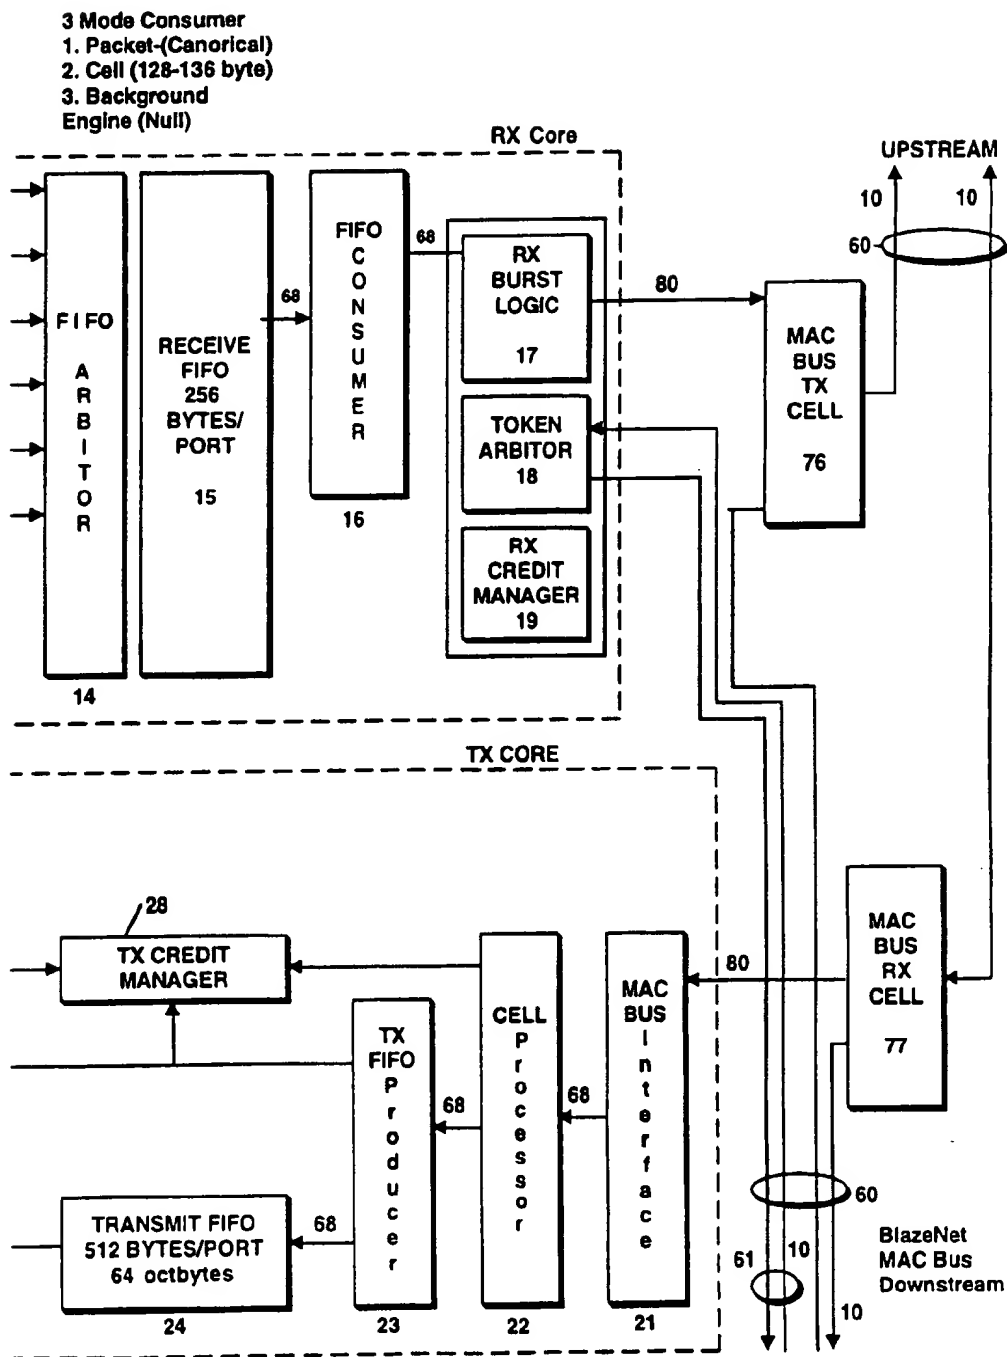 3 Mode Consumer
1. Packet-(Canorical)
2. Cell (128-136 byte)
3. Background
Engine (Null)
RX Core
UPSTREAM
10
10
60
FIFO
ARBITOR
14
RECEIVE
FIFO
256
BYTES/
PORT
15
68
FIFO
CONSUMER
16
68
RX
BURST
LOGIC
17
80
TOKEN
ARBITOR
18
RX
CREDIT
MANAGER
19
MAC
BUS
TX
CELL
76
TX CORE
28
TX CREDIT
MANAGER
TX
FIFO
Producer
23
68
CELL
Processor
22
68
MAC
BUS
Interface
21
80
MAC
BUS
RX
CELL
77
TRANSMIT FIFO
512 BYTES/PORT
64 octbytes
24
68
60
61
10
10
BlazeNet
MAC Bus
Downstream